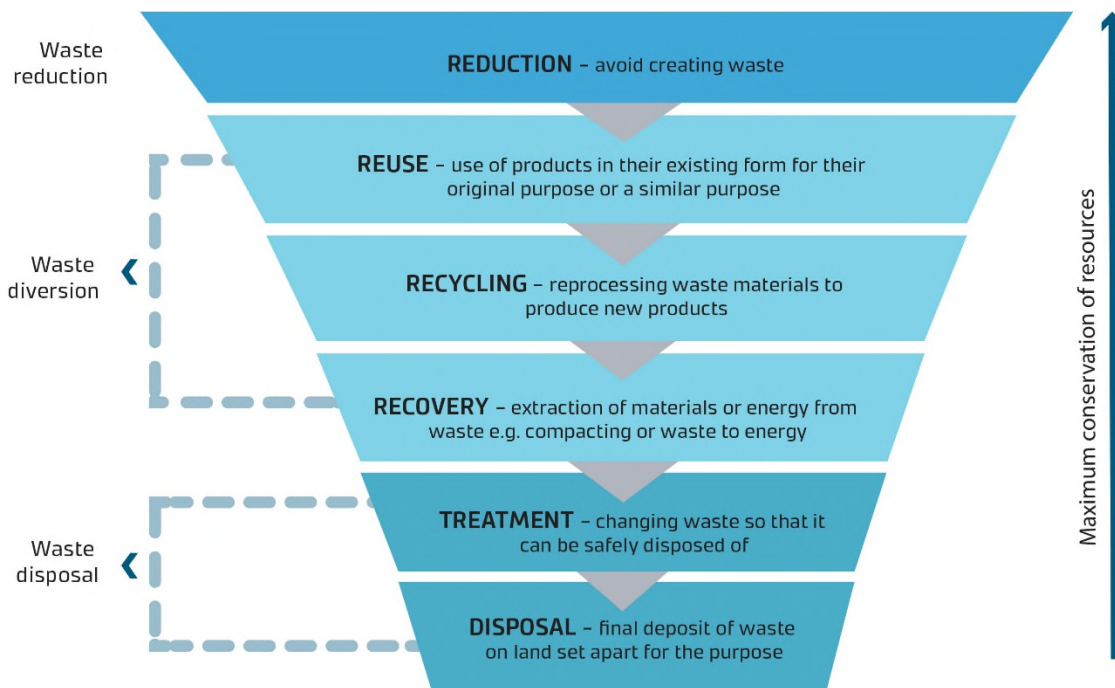 Waste
reduction
REDUCTION – avoid creating waste
REUSE – use of products in their existing form for their
original purpose or a similar purpose
Waste
diversion
RECYCLING – reprocessing waste materials to
produce new products
RECOVERY – extraction of materials or energy from
waste e.g. compacting or waste to energy
Waste
disposal
TREATMENT – changing waste so that it
can be safely disposed of
DISPOSAL – final deposit of waste
on land set apart for the purpose
Maximum conservation of resources